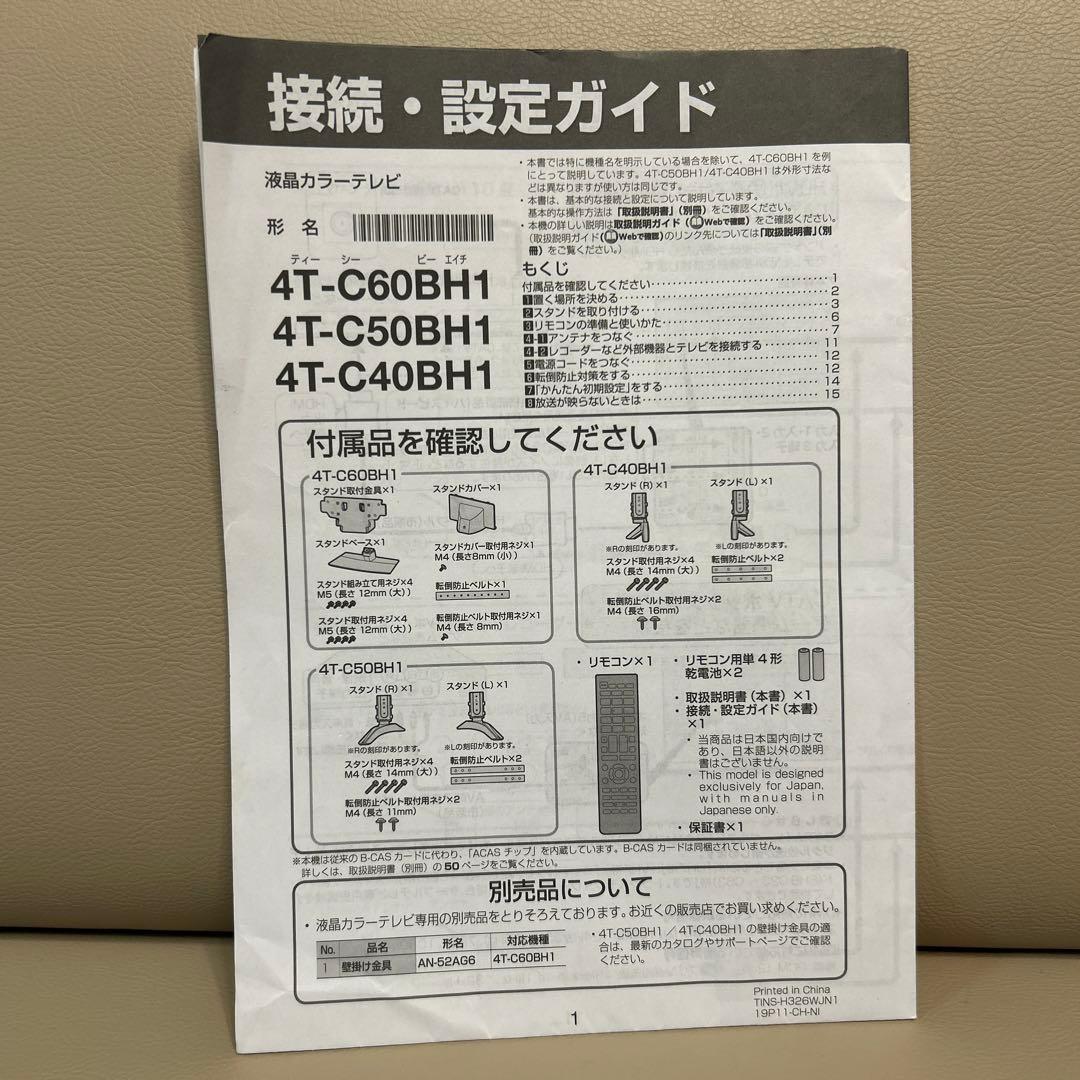 接続・設定ガイド
液晶カラーテレビ
形 名
ティー シー ビー エイチ
4T-C60BH1
4T-C50BH1
4T-C40BH1
・本書では特に機種名を明示している場合を除いて、4T-C60BH1 を例
にとって説明しています。4T-C50BH1/4T-C40BH1 は外形寸法な
どは異なりますが使い方は同じです。
・本書は、基本的な接続と設定について説明しています。
基本的な操作方法は「取扱説明書」（別冊）をご確認ください。
・本機の詳しい説明は取扱説明ガイド（Webで確認）をご確認ください。
（取扱説明ガイド（Webで確認）のリンク先については「取扱説明書」（別
冊）をご覧ください。）
もくじ
付属品を確認してください 1
1 置く場所を決める 2
2 スタンドを取り付ける 3
3 リモコンの準備と使いかた 6
4-1 アンテナをつなぐ 7
4-2 レコーダーなど外部機器とテレビを接続する 11
5 電源コードをつなぐ 12
6 転倒防止対策をする 12
7「かんたん初期設定」をする 14
8 放送が映らないときは 15
付属品を確認してください
4T-C60BH1
スタンド取付金具×1
スタンドカバー×1
スタンドベース×1
スタンドカバー取付用ネジ×1
M4（長さ8mm（小））
スタンド組み立て用ネジ×4
M5（長さ 12mm（大））
転倒防止ベルト×1
スタンド取付用ネジ×4
M5（長さ 12mm（大））
転倒防止ベルト取付用ネジ×1
M4（長さ 8mm）
4T-C40BH1
スタンド（R）×1
スタンド（L）×1
※Rの刻印があります。
※Lの刻印があります。
スタンド取付用ネジ×4
M4（長さ 14mm（大））
転倒防止ベルト×2
転倒防止ベルト取付用ネジ×2
M4（長さ 16mm）
4T-C50BH1
スタンド（R）×1
スタンド（L）×1
※Rの刻印があります。
※Lの刻印があります。
スタンド取付用ネジ×4
M4（長さ 14mm（大））
転倒防止ベルト×2
転倒防止ベルト取付用ネジ×2
M4（長さ 11mm）
・リモコン×1
・リモコン用単4形
乾電池×2
・取扱説明書（本書）×1
・接続・設定ガイド（本書）
×1
・当商品は日本国内向けで
あり、日本語以外の説明
書はございません。
・This model is designed
exclusively for Japan,
with manuals in
Japanese only.
・保証書×1
※本機は従来の B-CAS カードに代わり、「ACAS チップ」を内蔵しています。B-CAS カードは同梱されていません。
詳しくは、取扱説明書（別冊）の 50 ページをご覧ください。
別売品について
・液晶カラーテレビ専用の別売品をとりそろえております。お近くの販売店でお買い求めください。
No. 品名 形名 対応機種
1 壁掛け金具 AN-52AG6 4T-C60BH1
・4T-C50BH1 ／ 4T-C40BH1 の壁掛け金具の適
合は、最新のカタログやサポートページでご確認
ください。
Printed in China
TINS-H326WJN1
19P11-CH-NI
1